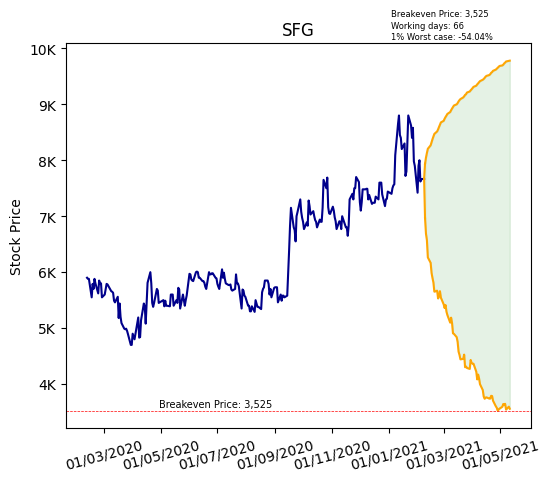 Breakeven Price: 3,525
Working days: 66
1% Worst case: -54.04%
SFG
Stock Price
10K
9K
8K
7K
6K
5K
4K
Breakeven Price: 3,525
01/03/2020
01/05/2020
01/07/2020
01/09/2020
01/11/2020
01/01/2021
01/03/2021
01/05/2021